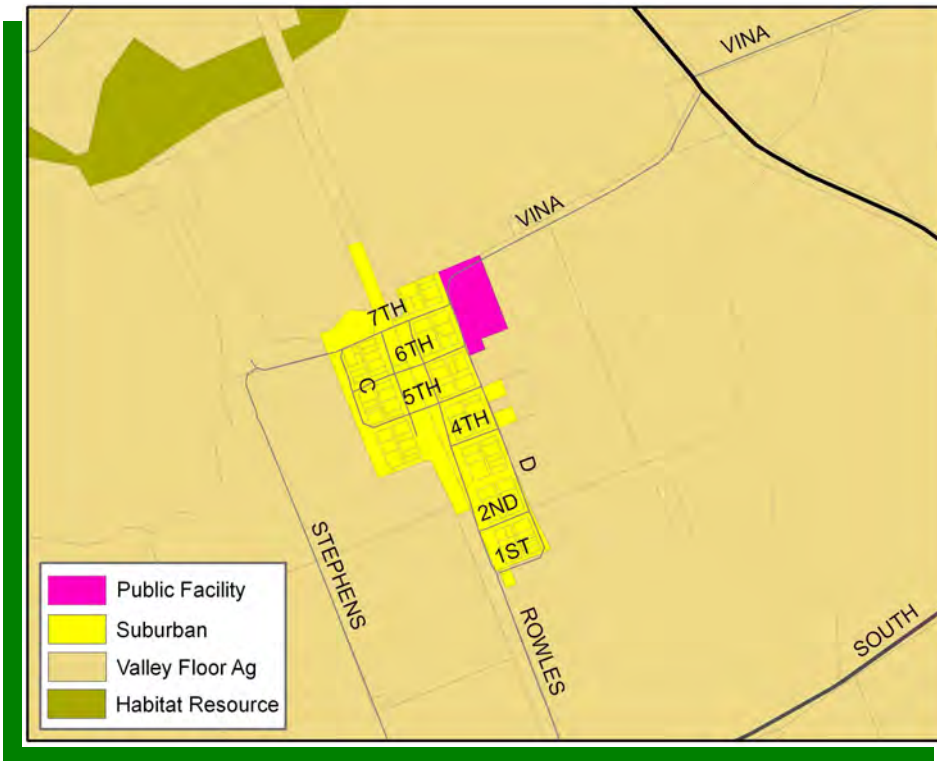 VINA
VINA
7TH
6TH
C
5TH
4TH
D
2ND
1ST
STEPHENS
ROWLES
SOUTH
Public Facility
Suburban
Valley Floor Ag
Habitat Resource